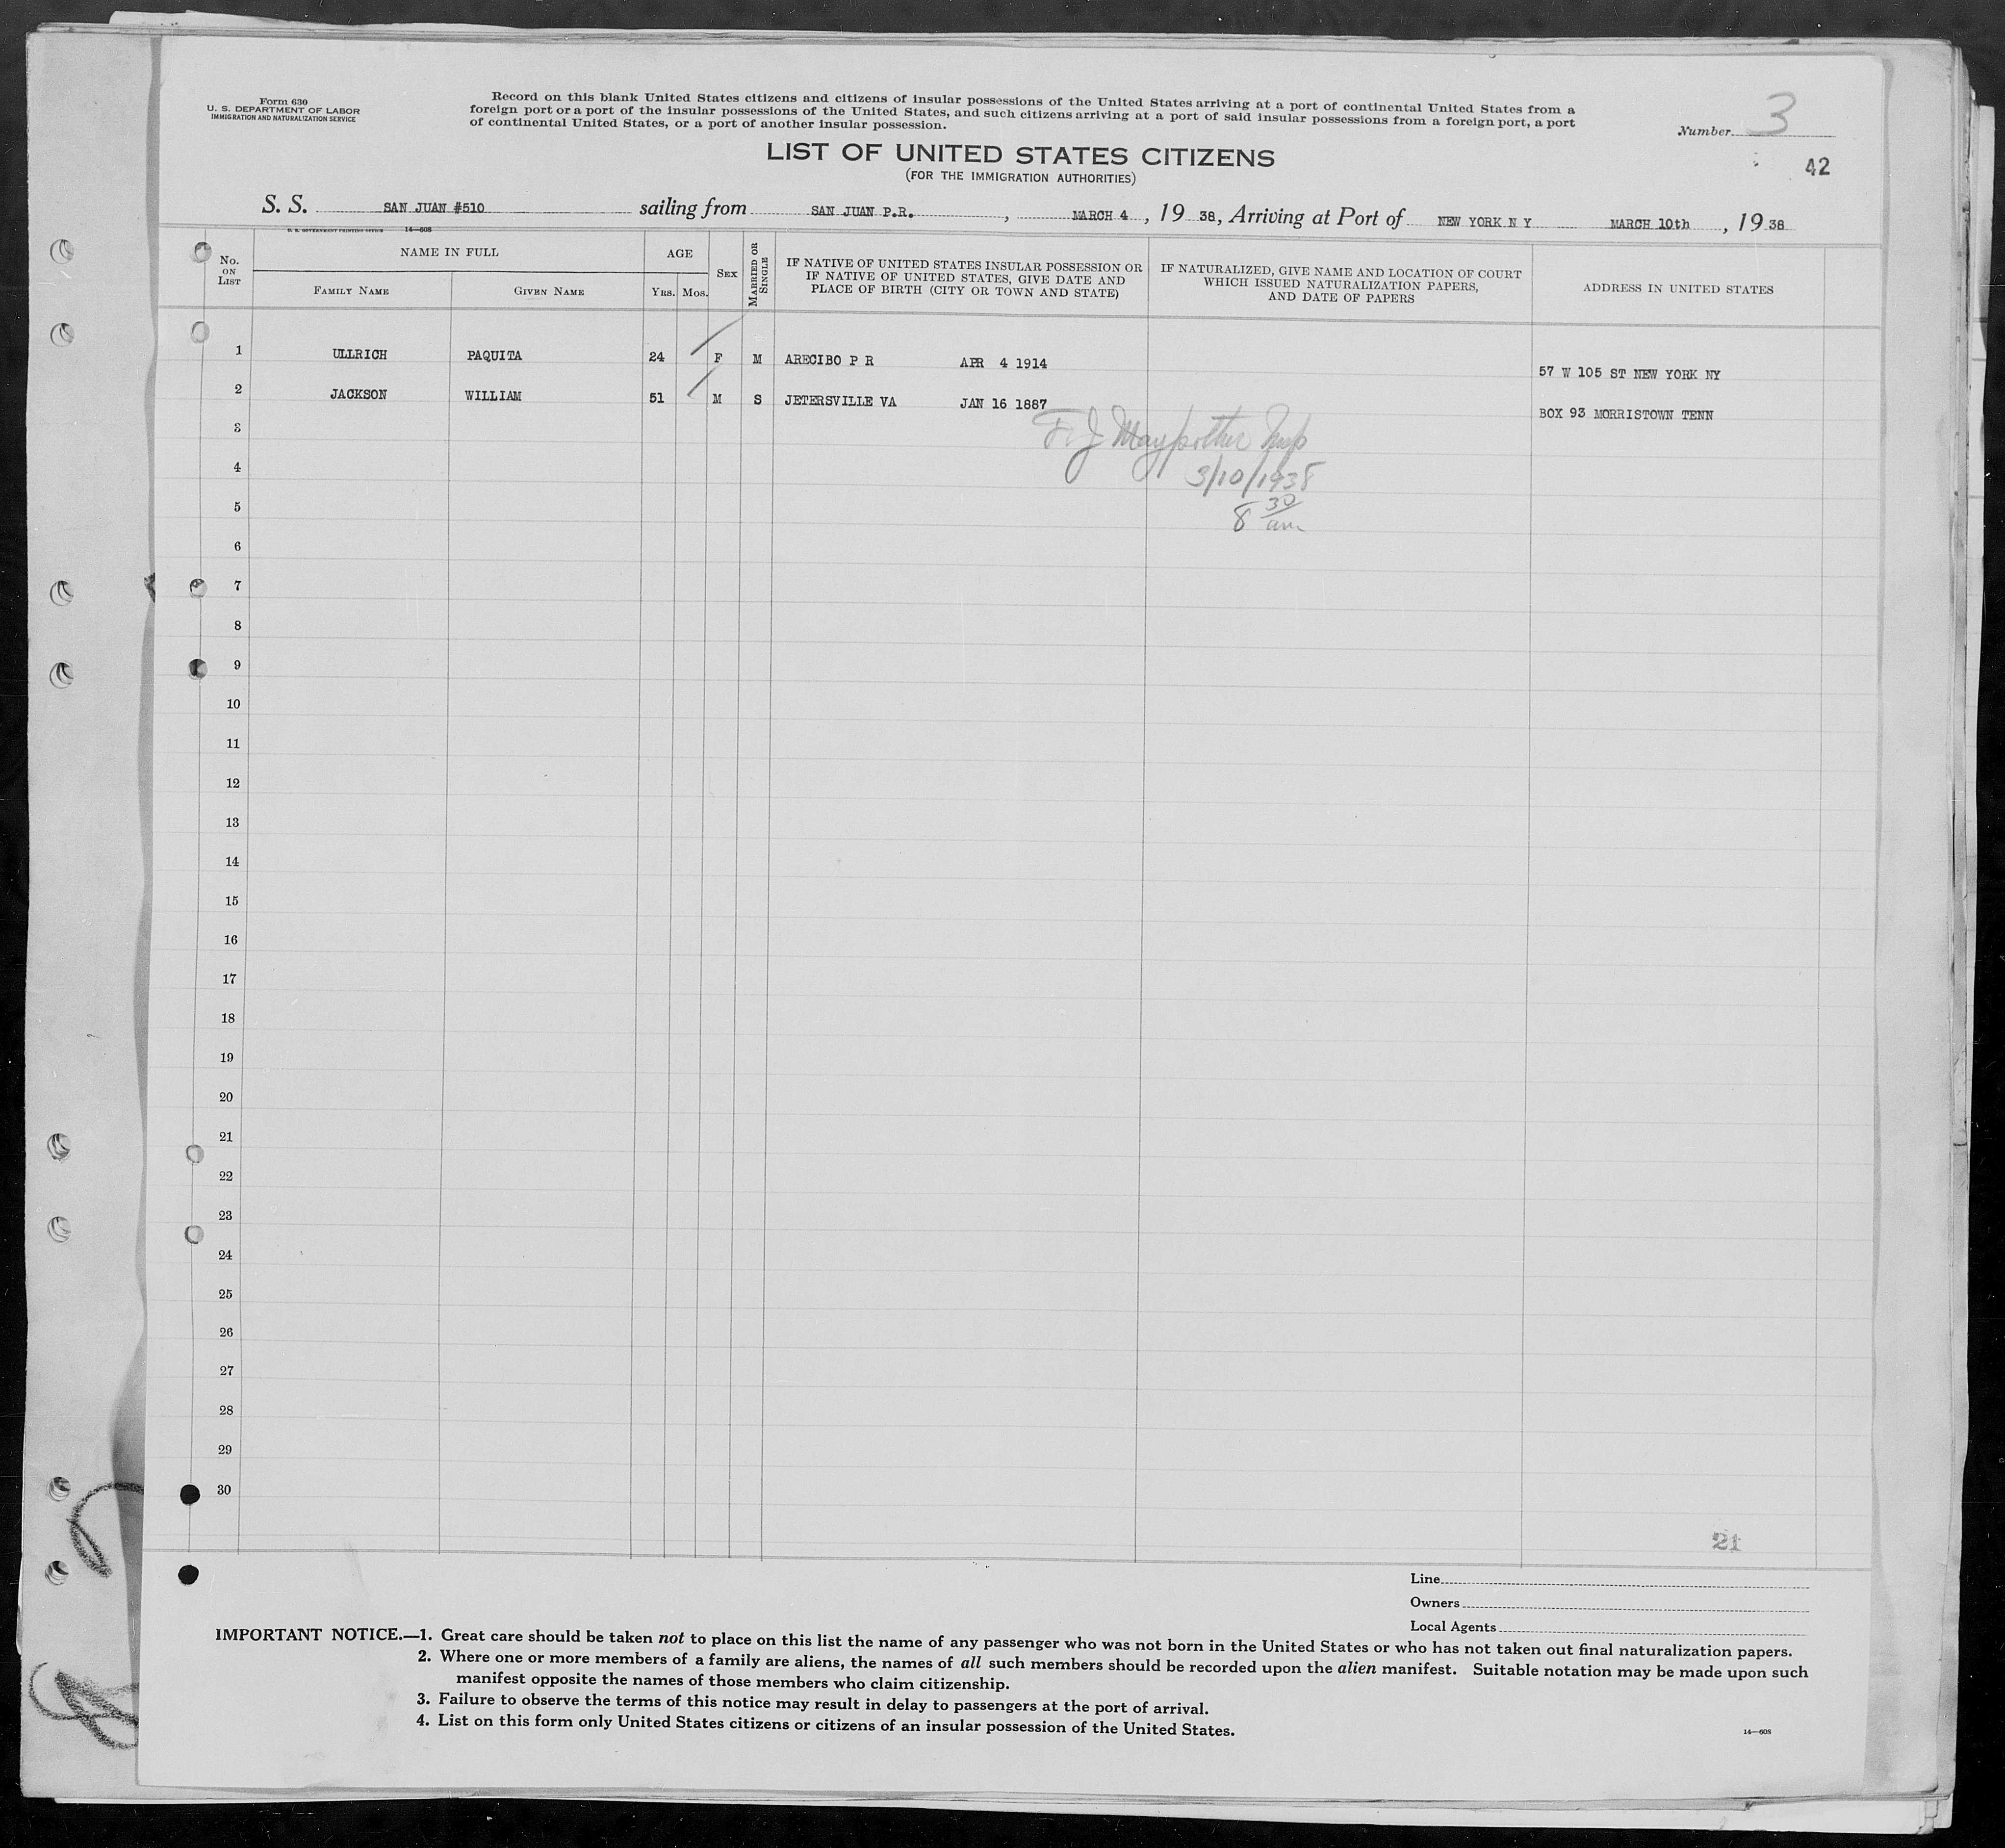 Form 630
U. S. DEPARTMENT OF LABOR
IMMIGRATION AND NATURALIZATION SERVICE
Record on this blank United States citizens and citizens of insular possessions of the United States arriving at a port of continental United States from a
foreign port or a port of the insular possessions of the United States, and such citizens arriving at a port of said insular possessions from a foreign port, a port
of continental United States, or a port of another insular possession.
Number 3
LIST OF UNITED STATES CITIZENS
(FOR THE IMMIGRATION AUTHORITIES)
42
S. S. SAN JUAN #510 sailing from SAN JUAN P.R. , MARCH 4 , 19 38, Arriving at Port of NEW YORK N Y MARCH 10th , 19 38
U. S. GOVERNMENT PRINTING OFFICE 14—608
No. ON LIST
NAME IN FULL
FAMILY NAME
GIVEN NAME
AGE
YRS. MOS.
SEX
MARRIED OR SINGLE
IF NATIVE OF UNITED STATES INSULAR POSSESSION OR
IF NATIVE OF UNITED STATES, GIVE DATE AND
PLACE OF BIRTH (CITY OR TOWN AND STATE)
IF NATURALIZED, GIVE NAME AND LOCATION OF COURT
WHICH ISSUED NATURALIZATION PAPERS,
AND DATE OF PAPERS
ADDRESS IN UNITED STATES
1 ULLRICH PAQUITA 24 F M ARECIBO P R APR 4 1914 57 W 105 ST NEW YORK NY
2 JACKSON WILLIAM 51 M S JETERSVILLE VA JAN 16 1887 BOX 93 MORRISTOWN TENN
3 F. J.
4 3/10/1938
5 8 30 am
6
7
8
9
10
11
12
13
14
15
16
17
18
19
20
21
22
23
24
25
26
27
28
29
30
21
Line
Owners
Local Agents
IMPORTANT NOTICE.—1. Great care should be taken not to place on this list the name of any passenger who was not born in the United States or who has not taken out final naturalization papers.
2. Where one or more members of a family are aliens, the names of all such members should be recorded upon the alien manifest. Suitable notation may be made upon such
manifest opposite the names of those members who claim citizenship.
3. Failure to observe the terms of this notice may result in delay to passengers at the port of arrival.
4. List on this form only United States citizens or citizens of an insular possession of the United States.
14—608